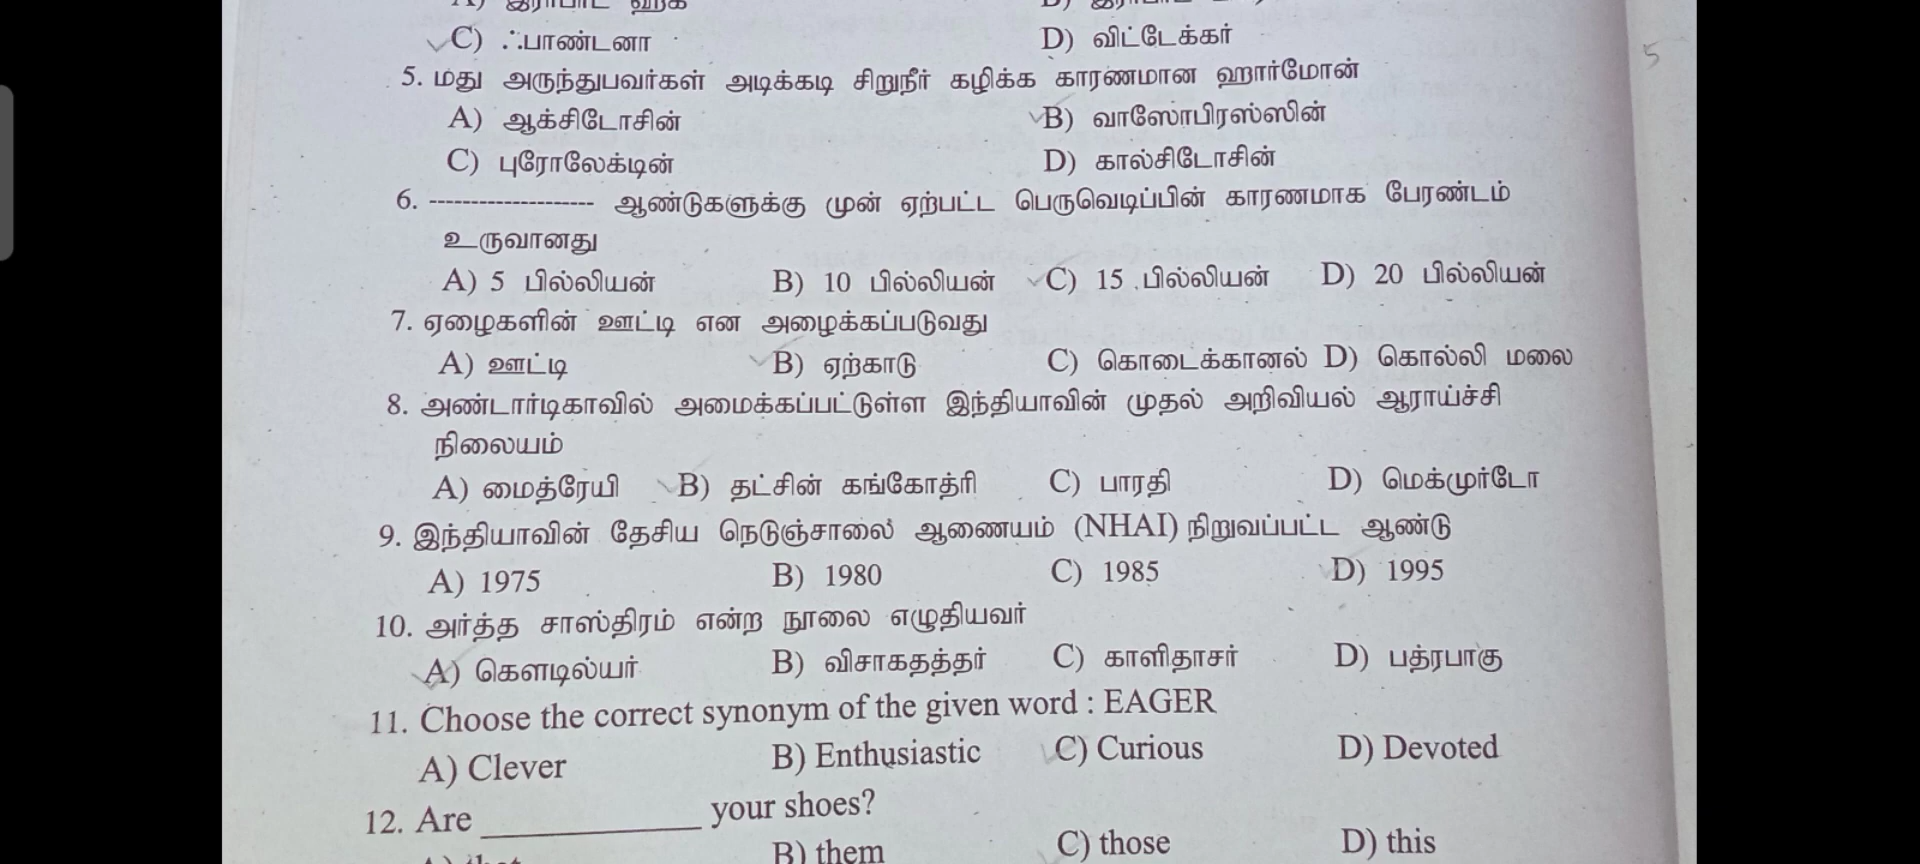 C) ஃபாண்டனா D) விட்டேக்கர்
5
5. மது அருந்துபவர்கள் அடிக்கடி சிறுநீர் கழிக்க காரணமான ஹார்மோன்
A) ஆக்சிடோசின் B) வாஸோபிரஸ்ஸின்
C) புரோலேக்டின் D) கால்சிடோசின்
6. -------------------- ஆண்டுகளுக்கு முன் ஏற்பட்ட பெருவெடிப்பின் காரணமாக பேரண்டம்
உருவானது
A) 5 பில்லியன் B) 10 பில்லியன் C) 15 பில்லியன் D) 20 பில்லியன்
7. ஏழைகளின் ஊட்டி என அழைக்கப்படுவது
A) ஊட்டி B) ஏற்காடு C) கொடைக்கானல் D) கொல்லி மலை
8. அண்டார்டிகாவில் அமைக்கப்பட்டுள்ள இந்தியாவின் முதல் அறிவியல் ஆராய்ச்சி
நிலையம்
A) மைத்ரேயி B) தட்சின் கங்கோத்ரி C) பாரதி D) மெக்முர்டோ
9. இந்தியாவின் தேசிய நெடுஞ்சாலை ஆணையம் (NHAI) நிறுவப்பட்ட ஆண்டு
A) 1975 B) 1980 C) 1985 D) 1995
10. அர்த்த சாஸ்திரம் என்ற நூலை எழுதியவர்
A) கௌடில்யர் B) விசாகதத்தர் C) காளிதாசர் D) பத்ரபாகு
11. Choose the correct synonym of the given word : EAGER
A) Clever B) Enthusiastic C) Curious D) Devoted
12. Are ____________ your shoes?
B) them C) those D) this